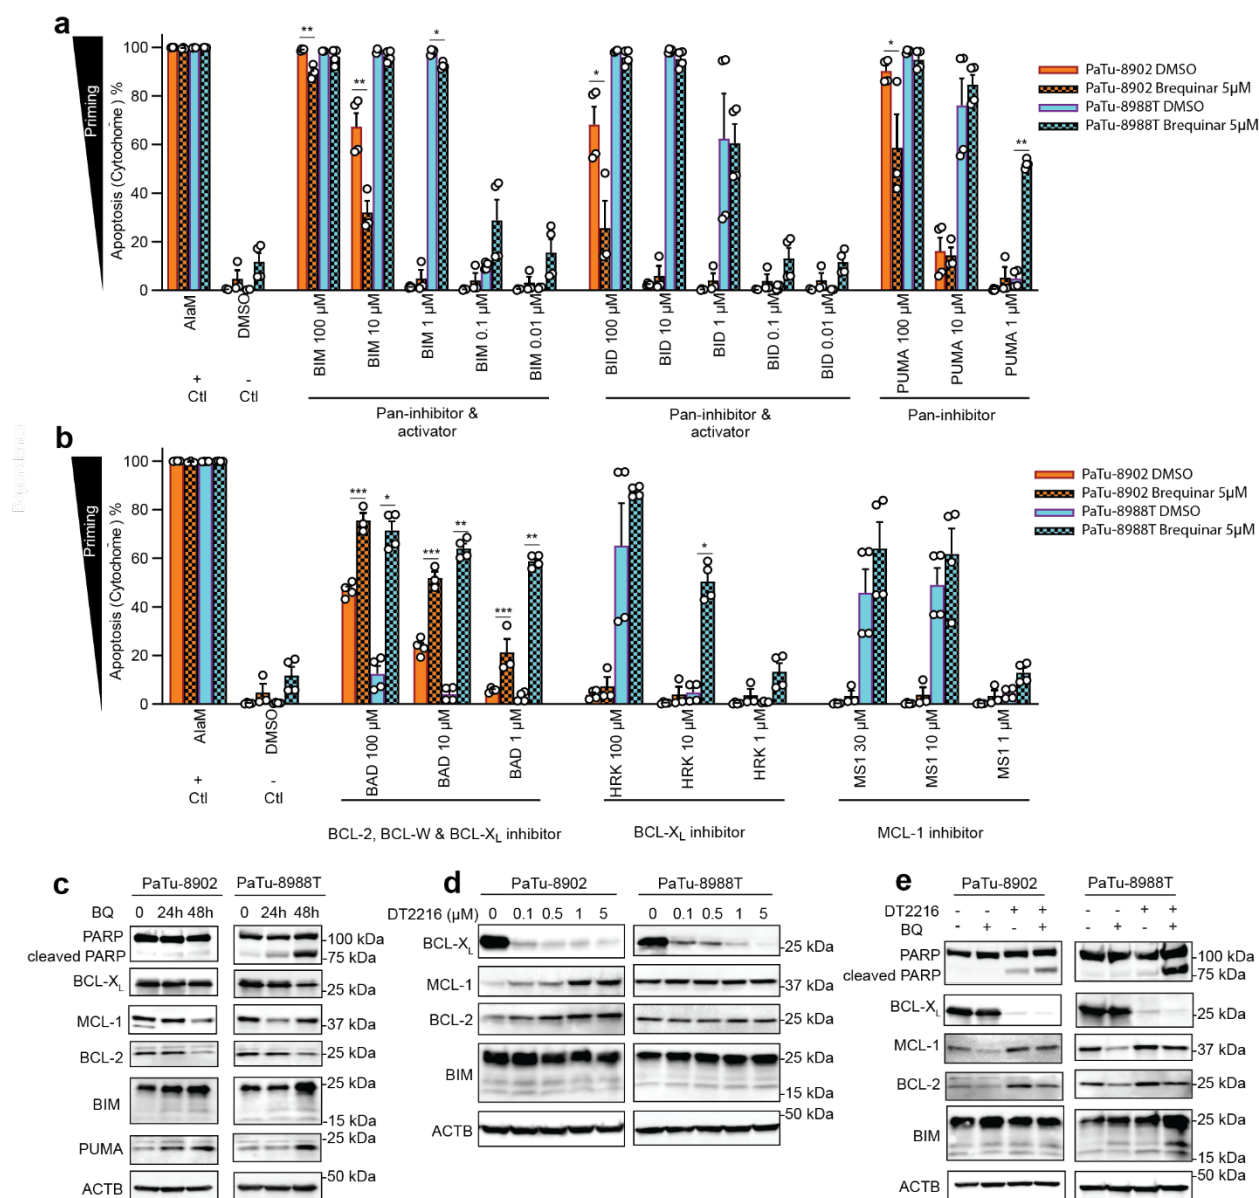 a
Priming
Apoptosis (Cytochome ) %
100
80
60
40
20
0
** ** * * * **
PaTu-8902 DMSO
PaTu-8902 Brequinar 5µM
PaTu-8988T DMSO
PaTu-8988T Brequinar 5µM
AlaM
DMSO
BIM 100 µM
BIM 10 µM
BIM 1 µM
BIM 0.1 µM
BIM 0.01 µM
BID 100 µM
BID 10 µM
BID 1 µM
BID 0.1 µM
BID 0.01 µM
PUMA 100 µM
PUMA 10 µM
PUMA 1 µM
+ -
Ctl Ctl
Pan-inhibitor &
activator
Pan-inhibitor &
activator
Pan-inhibitor
b
Priming
Apoptosis (Cytochome ) %
100
80
60
40
20
0
*** * *** ** *** ** *
PaTu-8902 DMSO
PaTu-8902 Brequinar 5µM
PaTu-8988T DMSO
PaTu-8988T Brequinar 5µM
AlaM
DMSO
BAD 100 µM
BAD 10 µM
BAD 1 µM
HRK 100 µM
HRK 10 µM
HRK 1 µM
MS1 30 µM
MS1 10 µM
MS1 1 µM
+ -
Ctl Ctl
BCL-2, BCL-W & BCL-XL inhibitor
BCL-XL inhibitor
MCL-1 inhibitor
c
PaTu-8902 PaTu-8988T
BQ 0 24h 48h 0 24h 48h
PARP -100 kDa
cleaved PARP -75 kDa
BCL-XL -25 kDa
MCL-1 -37 kDa
BCL-2 -25 kDa
BIM -25 kDa
-15 kDa
PUMA -25 kDa
ACTB -50 kDa
d
PaTu-8902 PaTu-8988T
DT2216 (µM) 0 0.1 0.5 1 5 0 0.1 0.5 1 5
BCL-XL -25 kDa
MCL-1 -37 kDa
BCL-2 -25 kDa
BIM -25 kDa
-15 kDa
ACTB -50 kDa
e
PaTu-8902 PaTu-8988T
DT2216 - - + + - - + +
BQ - + - + - + - +
PARP -100 kDa
cleaved PARP -75 kDa
BCL-XL -25 kDa
MCL-1 -37 kDa
BCL-2 -25 kDa
BIM -25 kDa
-15 kDa
ACTB -50 kDa